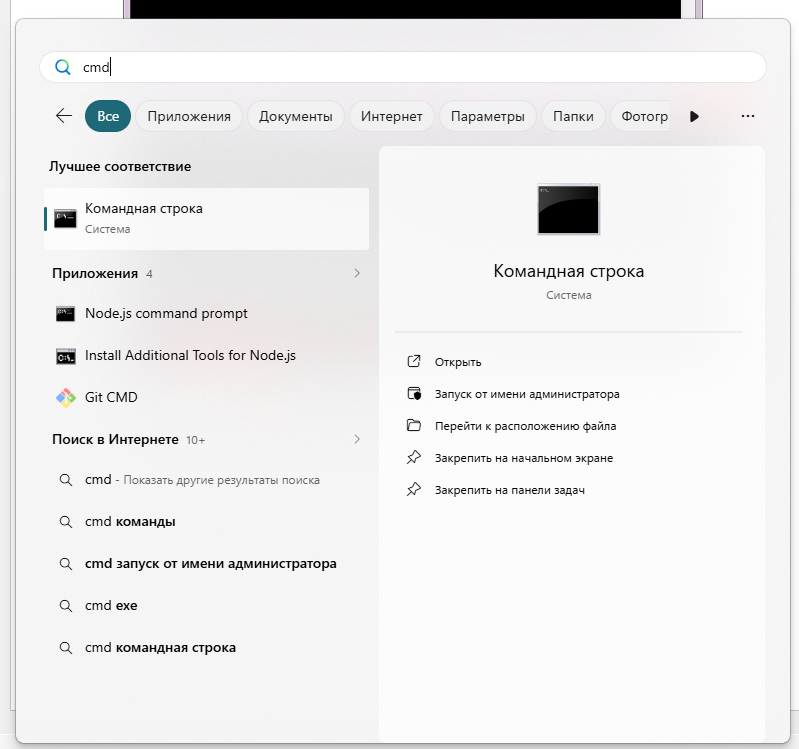 cmd
Все Приложения Документы Интернет Параметры Папки Фотогр
Лучшее соответствие
Командная строка
Система
Приложения 4
Node.js command prompt
Install Additional Tools for Node.js
Git CMD
Поиск в Интернете 10+
cmd - Показать другие результаты поиска
cmd команды
cmd запуск от имени администратора
cmd exe
cmd командная строка
Командная строка
Система
Открыть
Запуск от имени администратора
Перейти к расположению файла
Закрепить на начальном экране
Закрепить на панели задач